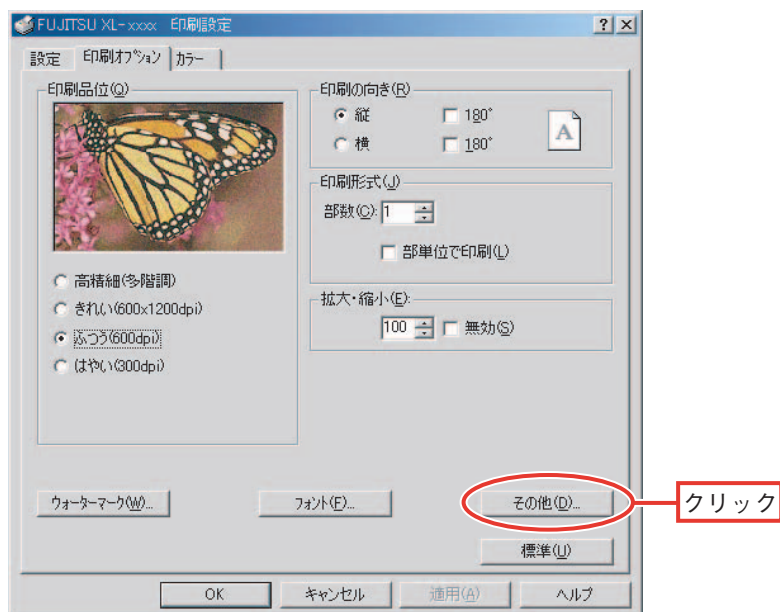 FUJITSU XL-xxxx 印刷設定
設定 印刷オプション カラー
印刷品位(Q)
高精細(多階調)
きれい(600x1200dpi)
ふつう(600dpi)
はやい(300dpi)
印刷の向き(R)
縦 180°
横 180°
A
印刷形式(J)
部数(C): 1
部単位で印刷(L)
拡大・縮小(E):
100 無効(S)
ウォーターマーク(W)... フォント(F)... その他(D)...
クリック
標準(U)
OK キャンセル 適用(A) ヘルプ